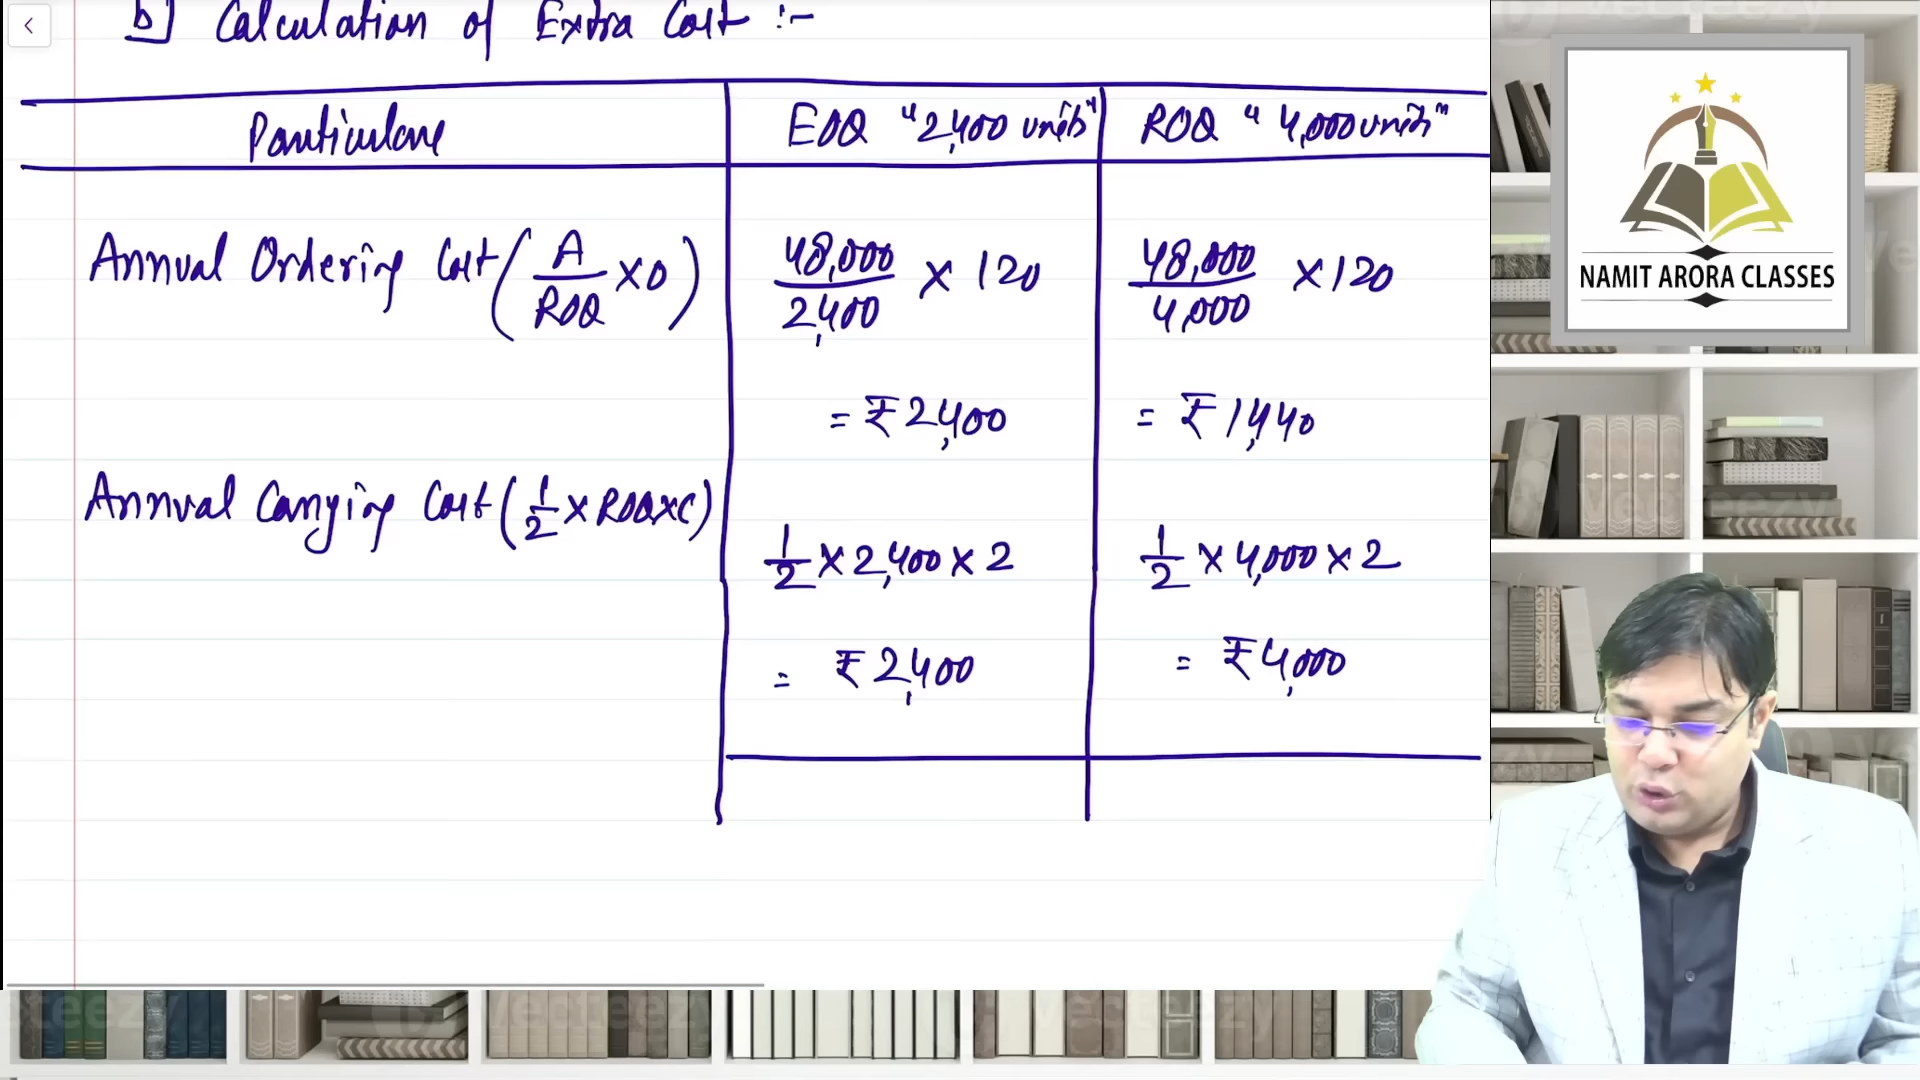 b] Calculation of Extra Cost :-
Particulars EOQ "2,400 units" ROQ "4,000 units"
Annual Ordering Cost (A/ROQ × O) 48,000/2,400 × 120 48,000/4,000 × 120
= ₹2,400 = ₹1,440
Annual Carrying Cost (1/2 × ROQ × C)
1/2 × 2,400 × 2 1/2 × 4,000 × 2
= ₹2,400 = ₹4,000
NAMIT ARORA CLASSES